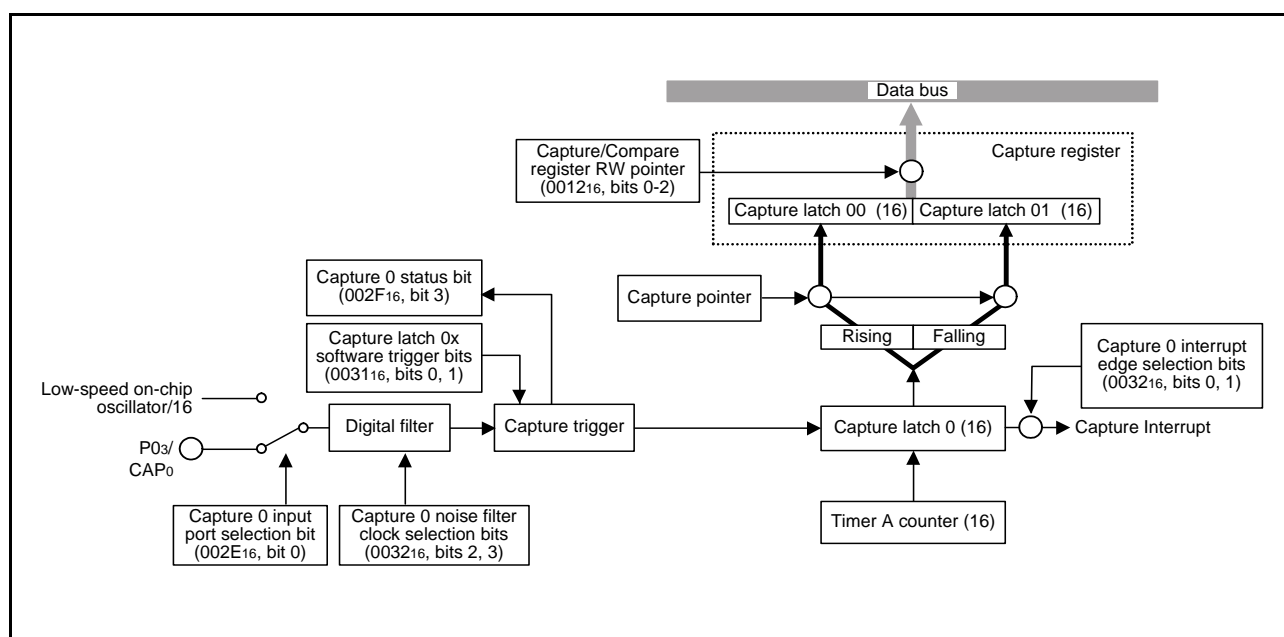 Data bus
Capture/Compare
register RW pointer
(0012₁₆, bits 0-2)
Capture register
Capture latch 00 (16)
Capture latch 01 (16)
Capture 0 status bit
(002F₁₆, bit 3)
Capture pointer
Capture latch 0x
software trigger bits
(0031₁₆, bits 0, 1)
Rising
Falling
Capture 0 interrupt
edge selection bits
(0032₁₆, bits 0, 1)
Low-speed on-chip
oscillator/16
P0₃/
CAP₀
Digital filter
Capture trigger
Capture latch 0 (16)
Capture Interrupt
Capture 0 input
port selection bit
(002E₁₆, bit 0)
Capture 0 noise filter
clock selection bits
(0032₁₆, bits 2, 3)
Timer A counter (16)